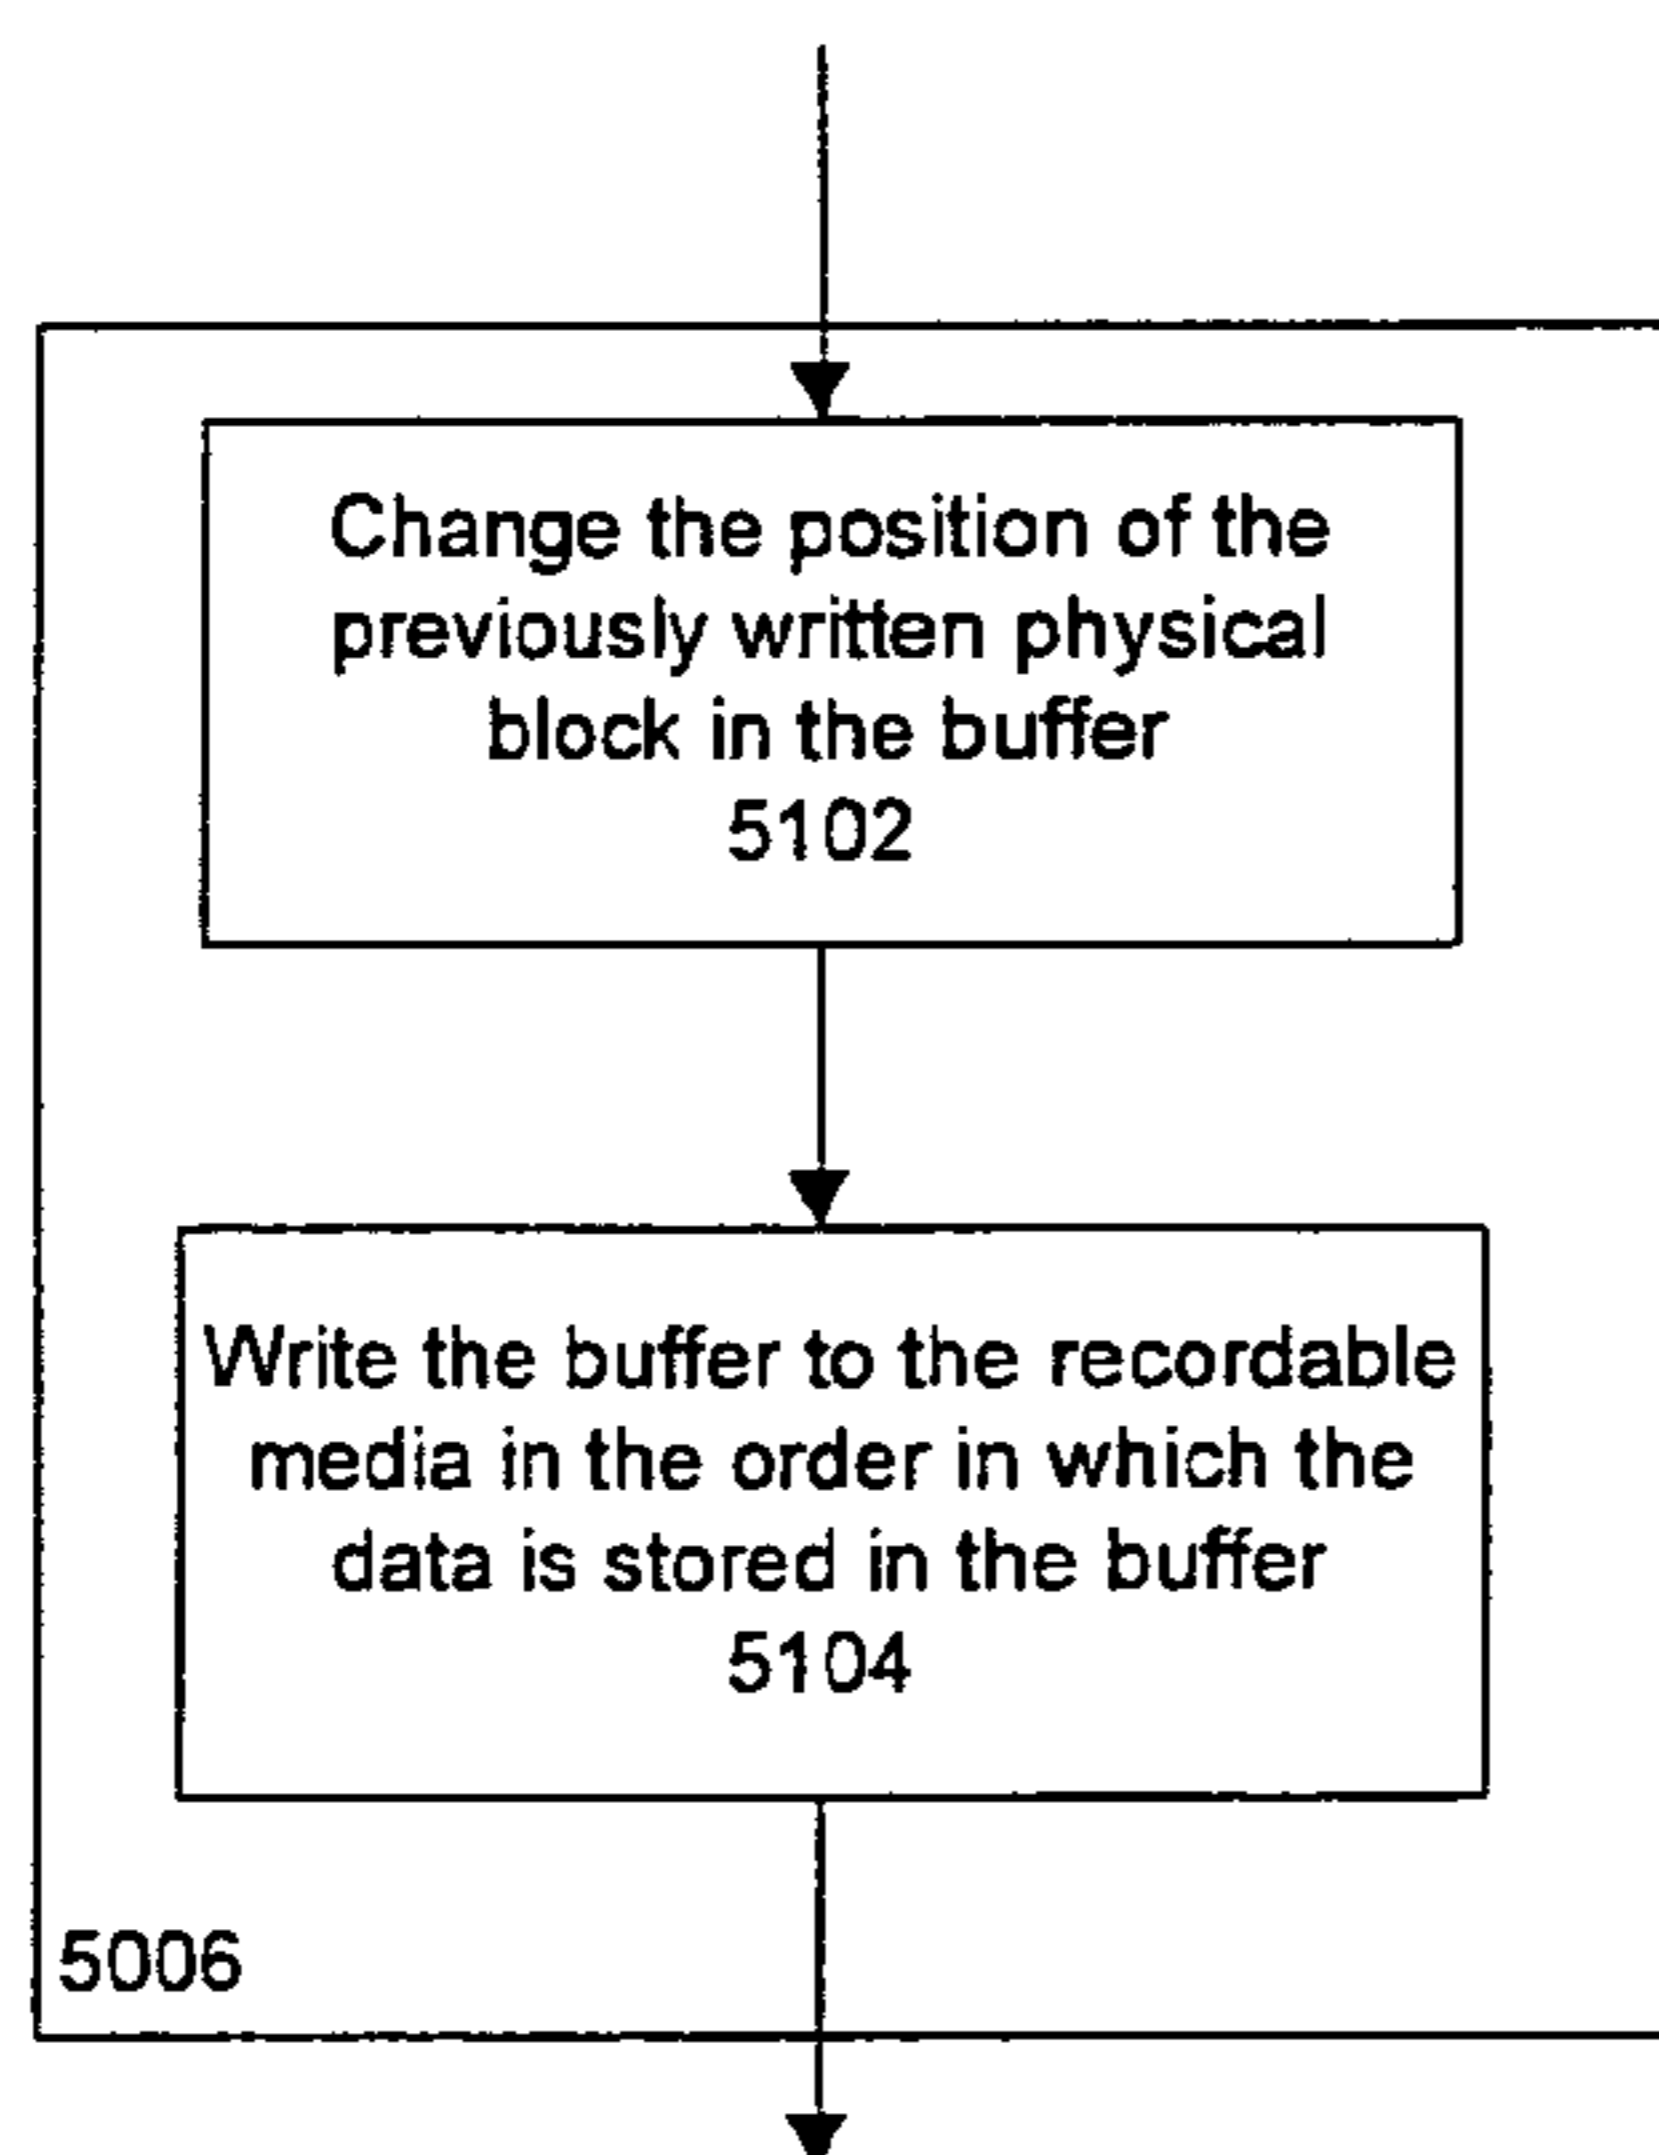 Change the position of the
previously written physical
block in the buffer
5102
Write the buffer to the recordable
media in the order in which the
data is stored in the buffer
5104
5006